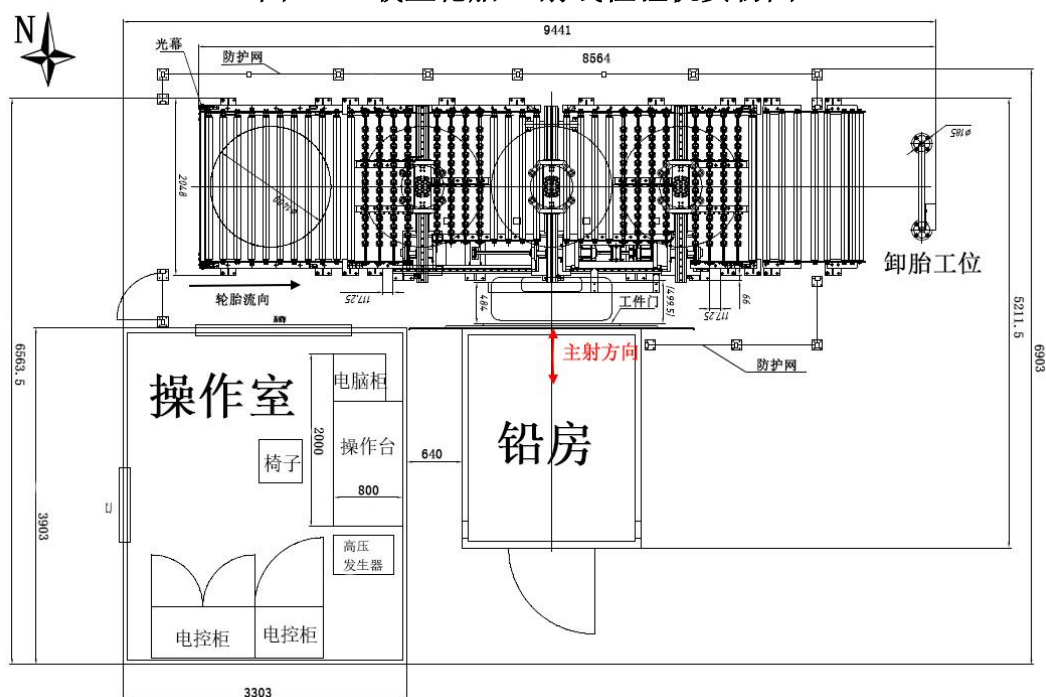 N
9441
光幕
防护网
8564
ø185
2048
卸胎工位
轮胎流向
117.25
484
(499.5)
工件门
117.25
66
主射方向
防护网
5211.5
6903
6563.5
操作室
电脑柜
操作台
2000
椅子
640
800
铅房
3903
高压
发生器
电控柜
电控柜
3303